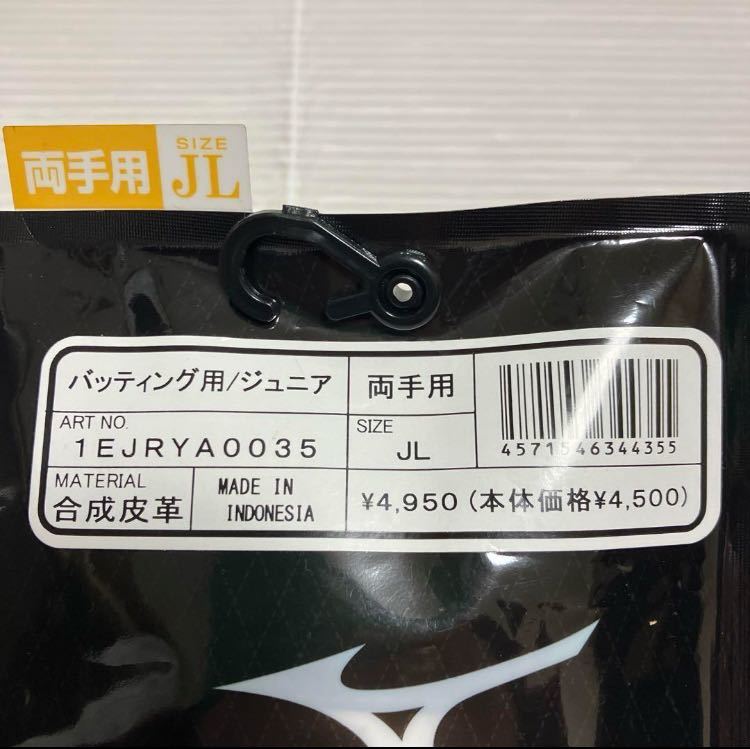 両手用
SIZE
JL
バッティング用/ジュニア
両手用
ART NO.
1EJRYA0035
SIZE
JL
4571546344355
MATERIAL
合成皮革
MADE IN
INDONESIA
¥4,950(本体価格¥4,500)